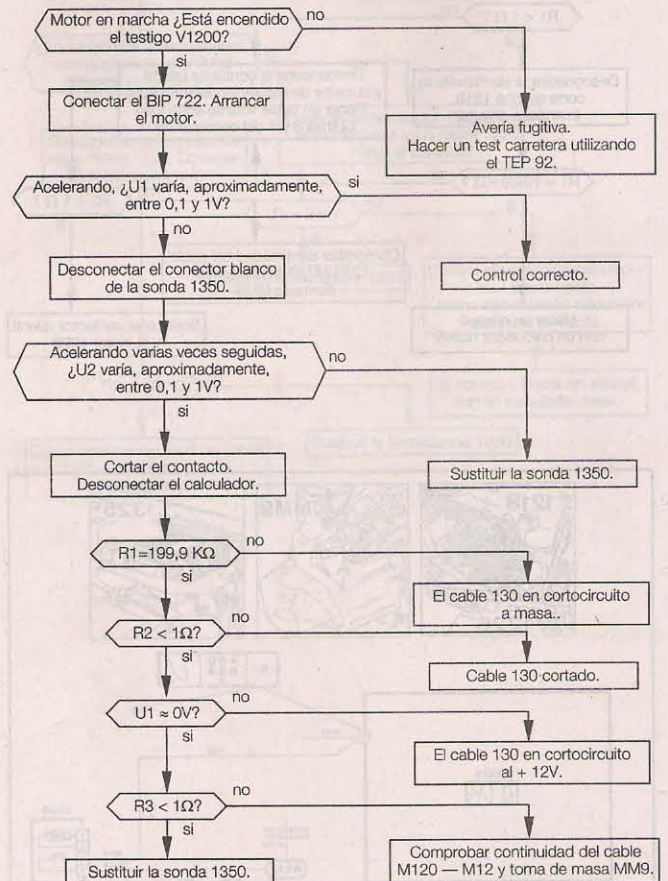 Motor en marcha ¿Está encendido
el testigo V1200?
no
si
Conectar el BIP 722. Arrancar
el motor.
Avería fugitiva.
Hacer un test carretera utilizando
el TEP 92.
Acelerando, ¿U1 varía, aproximadamente,
entre 0,1 y 1V?
si
no
Desconectar el conector blanco
de la sonda 1350.
Control correcto.
Acelerando varias veces seguidas,
¿U2 varía, aproximadamente,
entre 0,1 y 1V?
no
si
Cortar el contacto.
Desconectar el calculador.
Sustituir la sonda 1350.
R1=199,9 KΩ
no
si
El cable 130 en cortocircuito
a masa..
R2 < 1Ω?
no
si
Cable 130 cortado.
U1 ≈ 0V?
no
si
El cable 130 en cortocircuito
al + 12V.
R3 < 1Ω?
no
si
Sustituir la sonda 1350.
Comprobar continuidad del cable
M120 — M12 y toma de masa MM9.